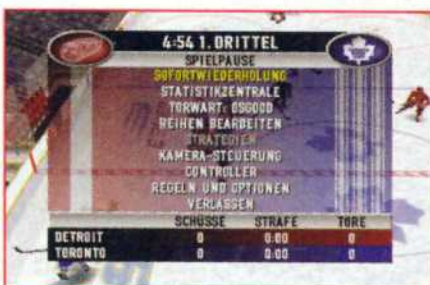 4:54 1. DRITTEL
SPIELPAUSE
SOFORTWIEDERHOLUNG
STATISTIKZENTRALE
TORWART: OSGOOD
REIHEN BEARBEITEN
STRATEGIEN
KAMERA-STEUERUNG
CONTROLLER
REGELN UND OPTIONEN
VERLASSEN
SCHÜSSE STRAFE TORE
DETROIT 0 0:00 0
TORONTO 0 0:00 0